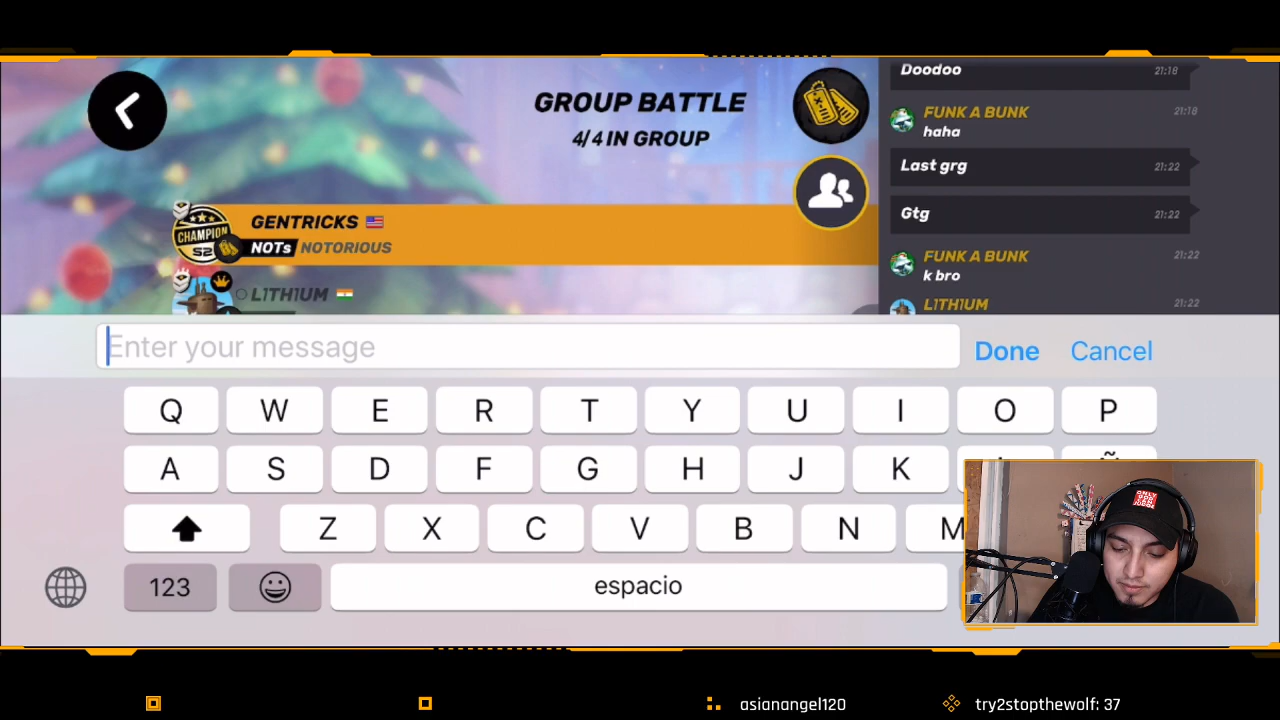 GROUP BATTLE
4/4 IN GROUP
CHAMPION
S2
GENTRICKS
NOTs NOTORIOUS
L1TH1UM
Doodoo 21:18
FUNK A BUNK 21:18
haha
Last grg 21:22
Gtg 21:22
FUNK A BUNK 21:22
k bro
L1TH1UM 21:22
Enter your message
Done Cancel
Q W E R T Y U I O P
A S D F G H J K
Z X C V B N M
123 espacio
asianangel120 try2stopthewolf: 37